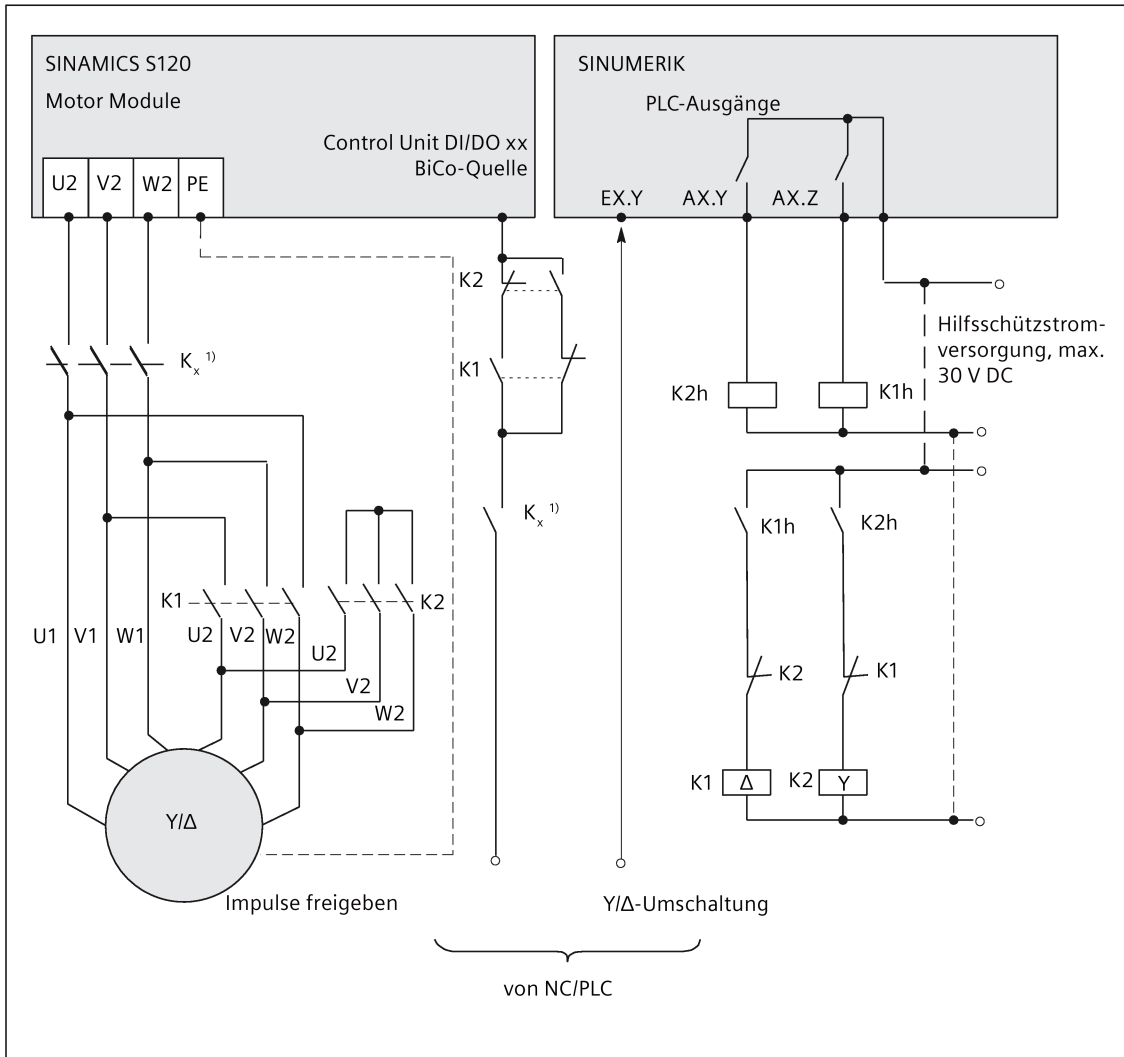 SINAMICS S120
Motor Module
Control Unit DI/DO xx
BiCo-Quelle
U2
V2
W2
PE
SINUMERIK
PLC-Ausgänge
EX.Y
AX.Y
AX.Z
K2
K1
Kx 1)
Kx 1)
K2h
K1h
Hilfsschützstrom-
versorgung, max.
30 V DC
K1h
K2h
K1
K2
U1
V1
W1
U2
V2
W2
U2
V2
W2
K2
K1
K1
Δ
K2
Y
Y/Δ
Impulse freigeben
Y/Δ-Umschaltung
von NC/PLC